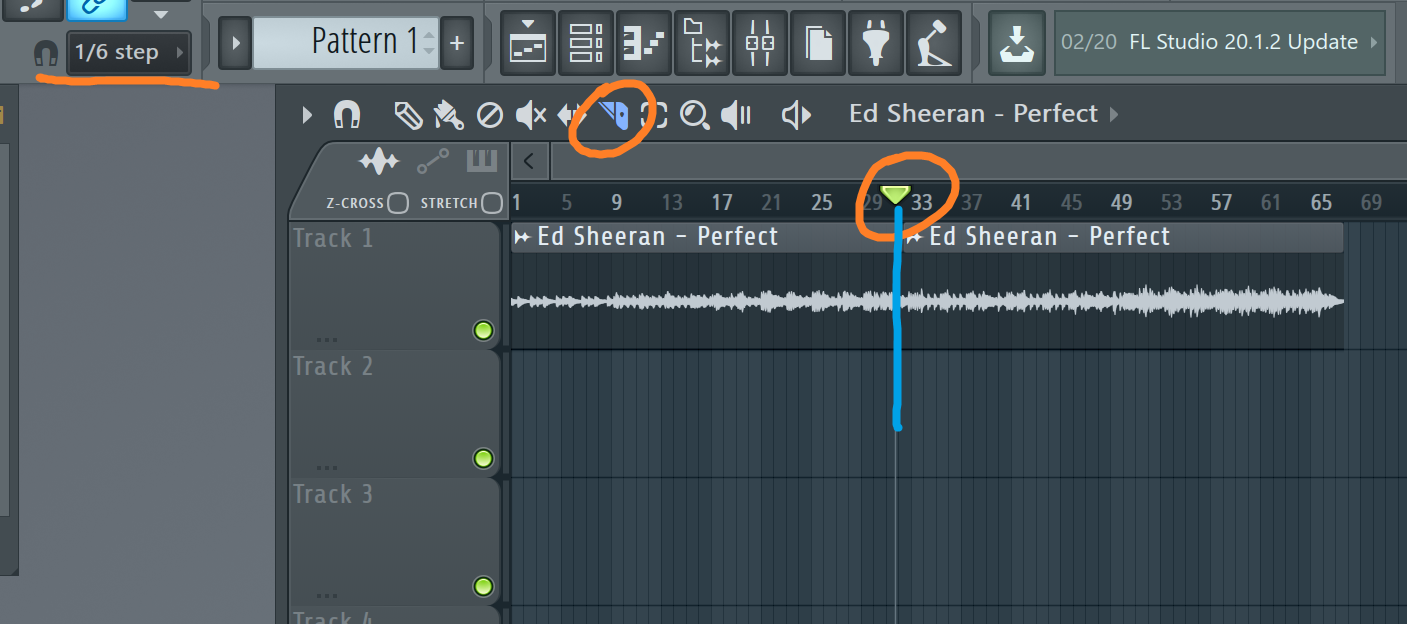 1/6 step
Pattern 1
+
02/20 FL Studio 20.1.2 Update
Ed Sheeran - Perfect
Z-CROSS STRETCH
1 5 9 13 17 21 25 29 33 37 41 45 49 53 57 61 65 69
Track 1
Ed Sheeran - Perfect
Ed Sheeran - Perfect
...
Track 2
...
Track 3
...
Track 4